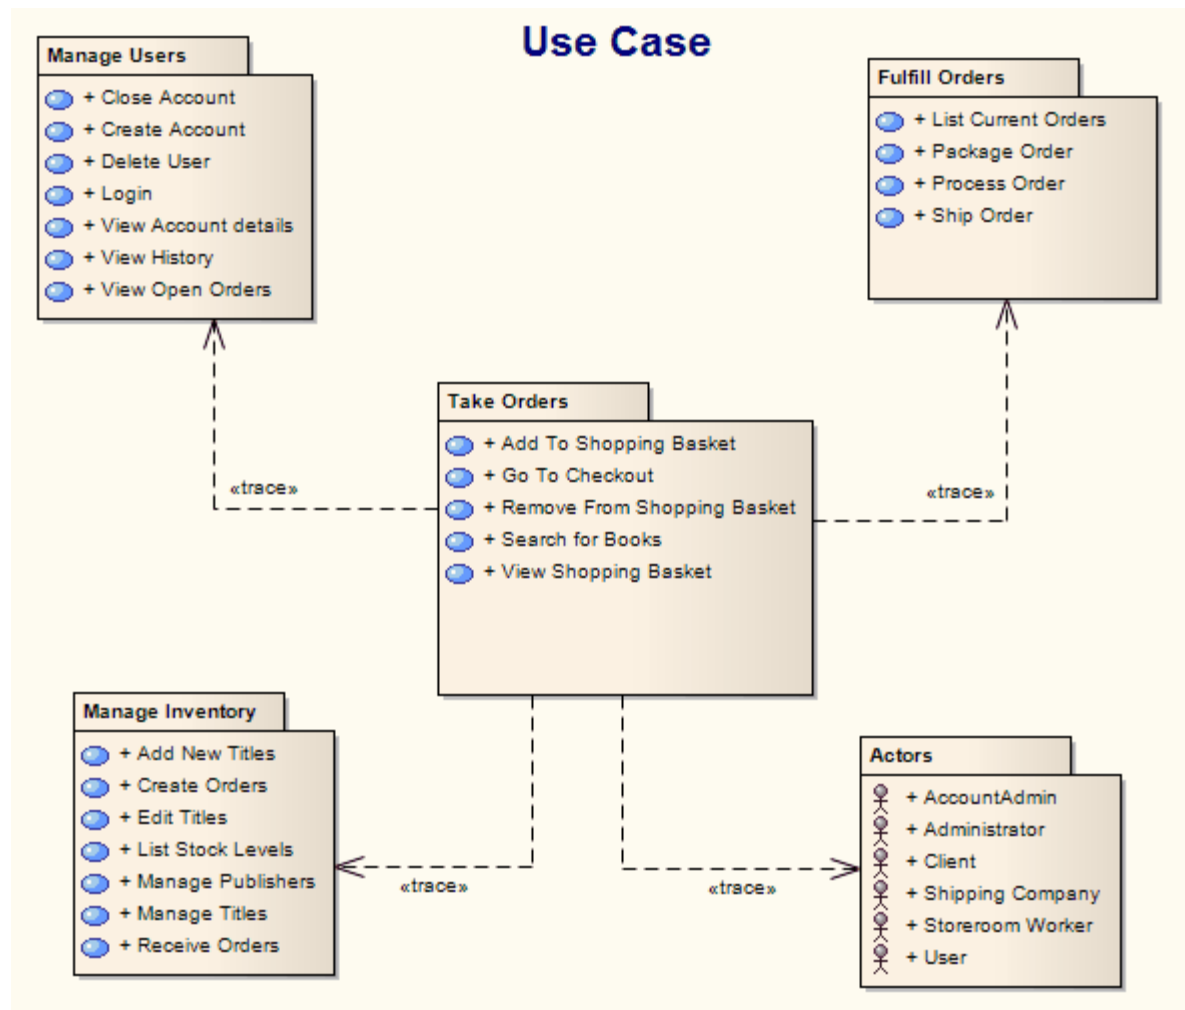 Use Case
Manage Users
+ Close Account
+ Create Account
+ Delete User
+ Login
+ View Account details
+ View History
+ View Open Orders
Fulfill Orders
+ List Current Orders
+ Package Order
+ Process Order
+ Ship Order
«trace»
«trace»
Take Orders
+ Add To Shopping Basket
+ Go To Checkout
+ Remove From Shopping Basket
+ Search for Books
+ View Shopping Basket
Manage Inventory
+ Add New Titles
+ Create Orders
+ Edit Titles
+ List Stock Levels
+ Manage Publishers
+ Manage Titles
+ Receive Orders
«trace»
«trace»
Actors
+ AccountAdmin
+ Administrator
+ Client
+ Shipping Company
+ Storeroom Worker
+ User